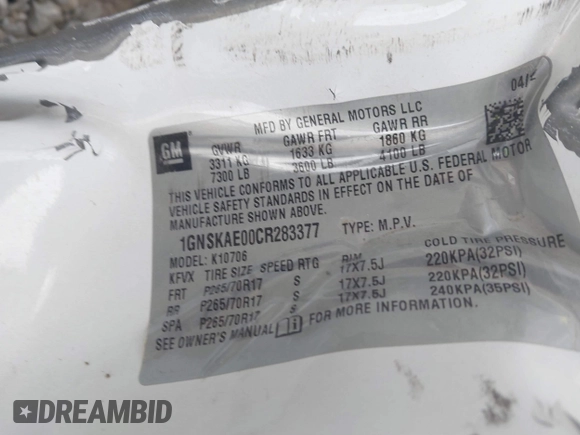 MFD BY GENERAL MOTORS LLC 04/
GM GVWR GAWR FRT GAWR RR
3311 KG 1633 KG 1860 KG
7300 LB 3600 LB 4100 LB
THIS VEHICLE CONFORMS TO ALL APPLICABLE U.S. FEDERAL MOTOR
VEHICLE SAFETY STANDARDS IN EFFECT ON THE DATE OF
MANUFACTURE SHOWN ABOVE.
1GNSKAE00CR283377 TYPE: M.P.V.
MODEL: K10706
KFVX TIRE SIZE SPEED RTG RIM COLD TIRE PRESSURE
FRT P265/70R17 S 17X7.5J 220KPA(32PSI)
RR P265/70R17 S 17X7.5J 220KPA(32PSI)
SPA P265/70R17 S 17X7.5J 240KPA(35PSI)
SEE OWNER'S MANUAL FOR MORE INFORMATION.
DREAMBID